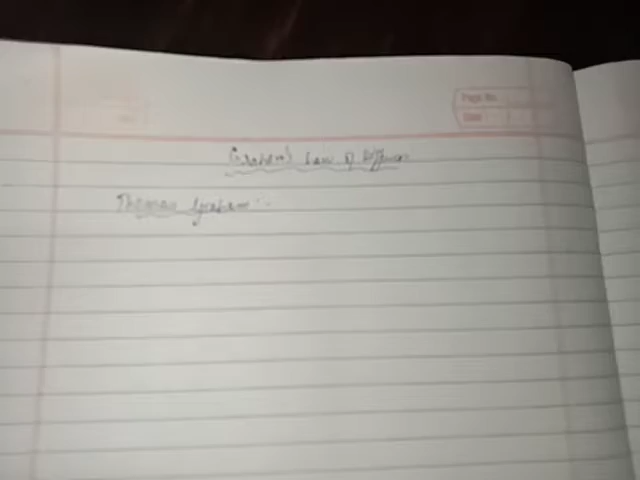 Page No.
Date
Graham's Law of Diffusion
Thomas Graham :-